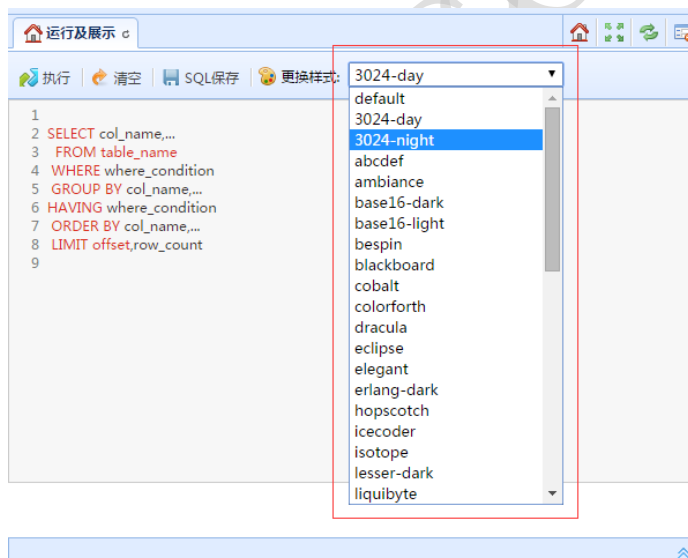 运行及展示
执行 清空 SQL保存 更换样式: 3024-day
1
2 SELECT col_name,...
3 FROM table_name
4 WHERE where_condition
5 GROUP BY col_name,...
6 HAVING where_condition
7 ORDER BY col_name,...
8 LIMIT offset,row_count
9
default
3024-day
3024-night
abcdef
ambiance
base16-dark
base16-light
bespin
blackboard
cobalt
colorforth
dracula
eclipse
elegant
erlang-dark
hopscotch
icecoder
isotope
lesser-dark
liquibyte